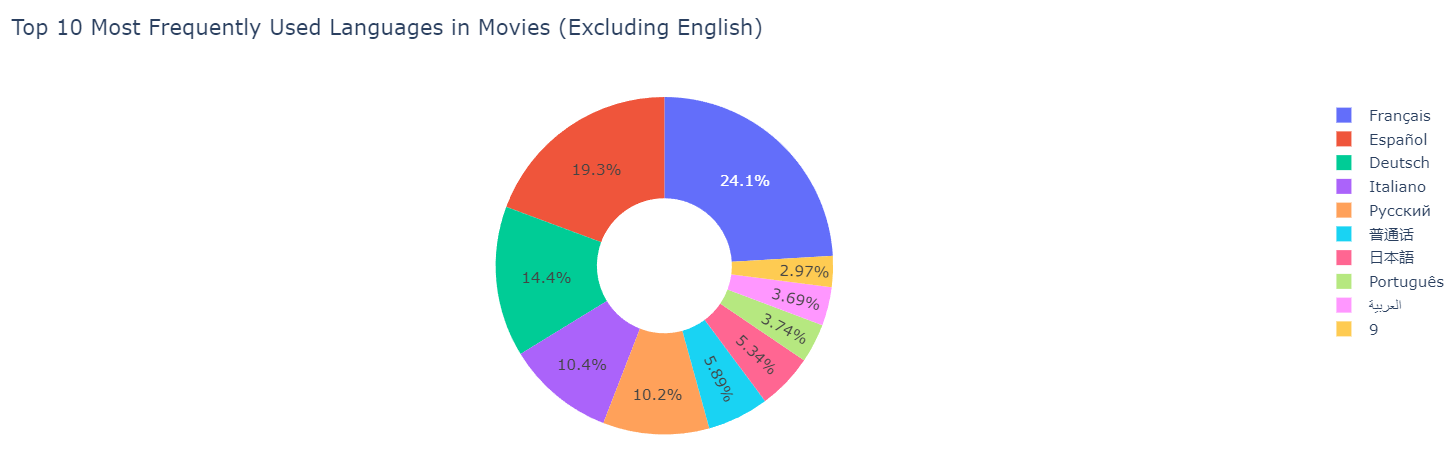 Top 10 Most Frequently Used Languages in Movies (Excluding English)
24.1%
19.3%
14.4%
10.4%
10.2%
5.89%
5.34%
3.74%
3.69%
2.97%
Français
Español
Deutsch
Italiano
Pусский
普通话
日本語
Português
العربية
9